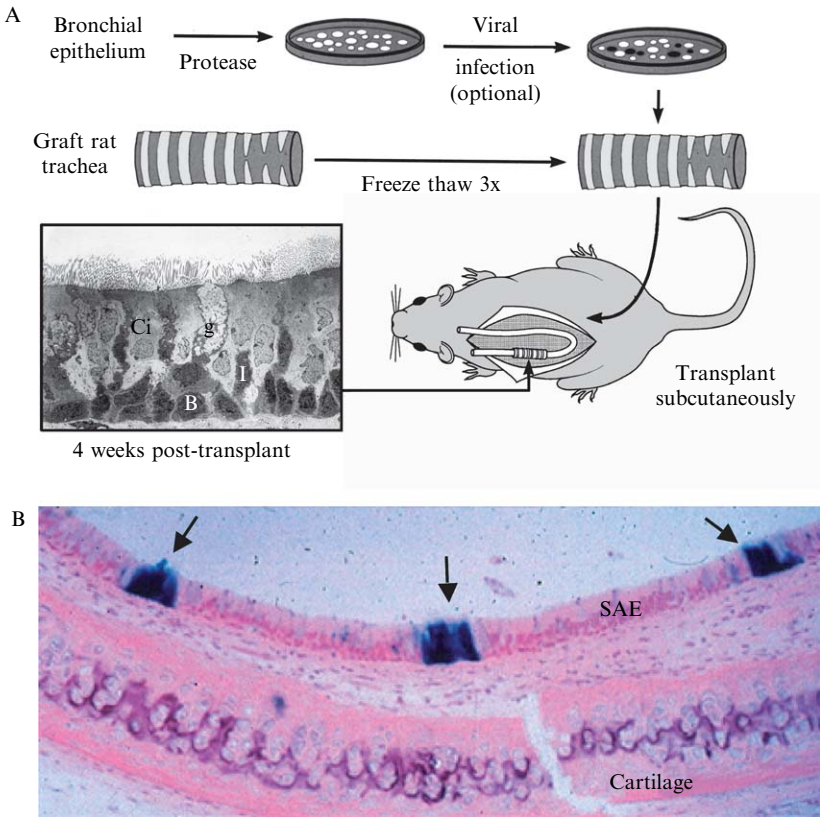 A
Bronchial
epithelium
Protease
Viral
infection
(optional)
Graft rat
trachea
Freeze thaw 3x
Ci
g
I
B
4 weeks post-transplant
Transplant
subcutaneously
B
SAE
Cartilage